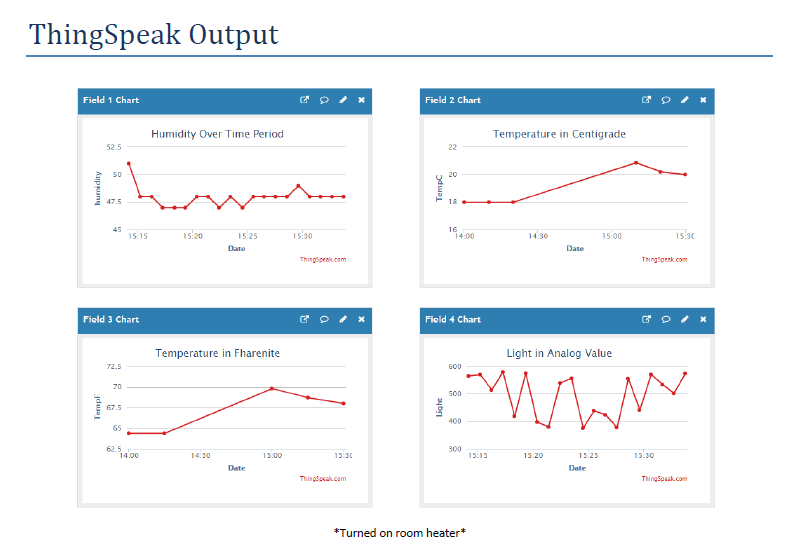 ThingSpeak Output
Field 1 Chart
Humidity Over Time Period
52.5
50
47.5
45
humidity
15:15 15:20 15:25 15:30
Date
ThingSpeak.com
Field 2 Chart
Temperature in Centigrade
22
20
18
16
TempC
14:00 14:30 15:00 15:30
Date
ThingSpeak.com
Field 3 Chart
Temperature in Fharenite
72.5
70
67.5
65
62.5
TempF
14:00 14:30 15:00 15:3
Date
ThingSpeak.com
Field 4 Chart
Light in Analog Value
600
500
400
300
Light
15:15 15:20 15:25 15:30
Date
ThingSpeak.com
*Turned on room heater*